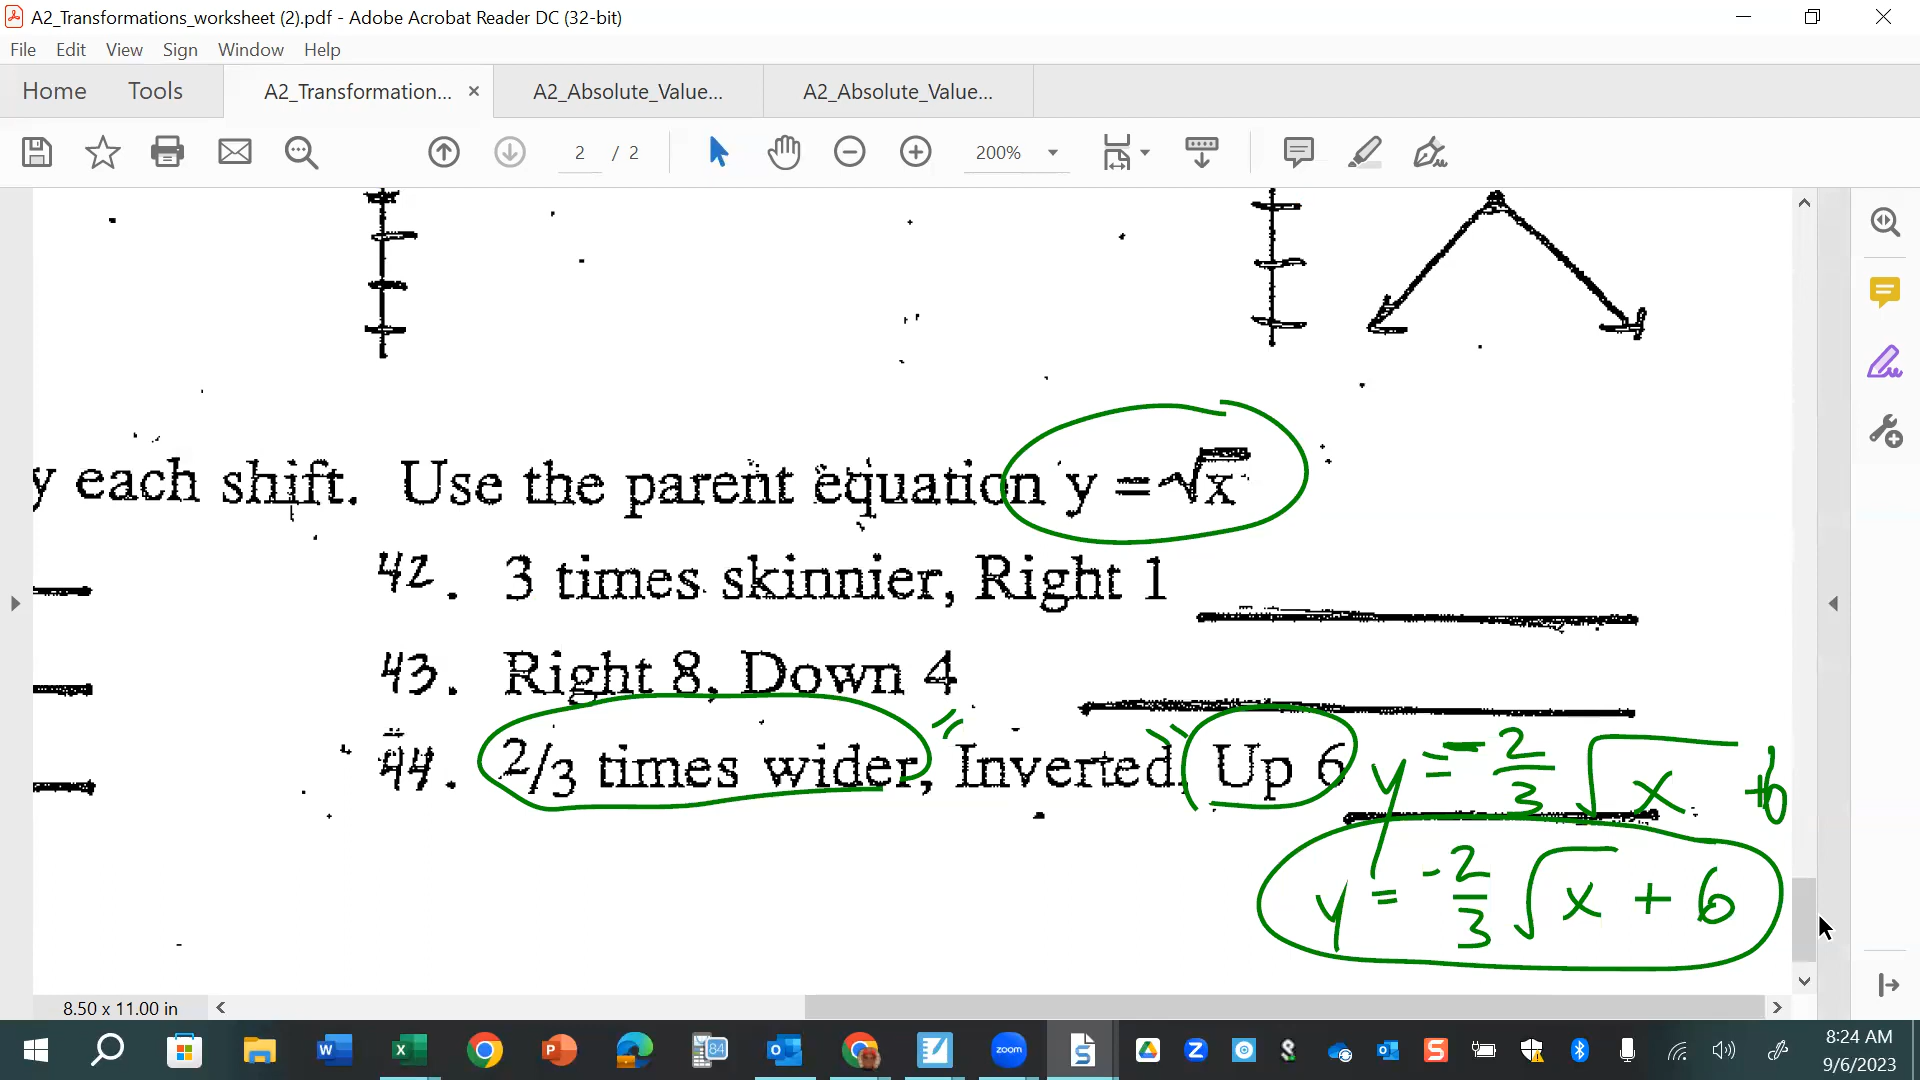 A2_Transformations_worksheet (2).pdf - Adobe Acrobat Reader DC (32-bit)
File Edit View Sign Window Help
Home Tools A2_Transformation... × A2_Absolute_Value... A2_Absolute_Value...
2 / 2 200%
y each shift. Use the parent equation y = √x
42. 3 times skinnier, Right 1
43. Right 8, Down 4
44. 2/3 times wider, Inverted, Up 6 y = -2/3 √x + 6
y = -2/3 √x + 6
8.50 x 11.00 in
84 zoom
8:24 AM
9/6/2023